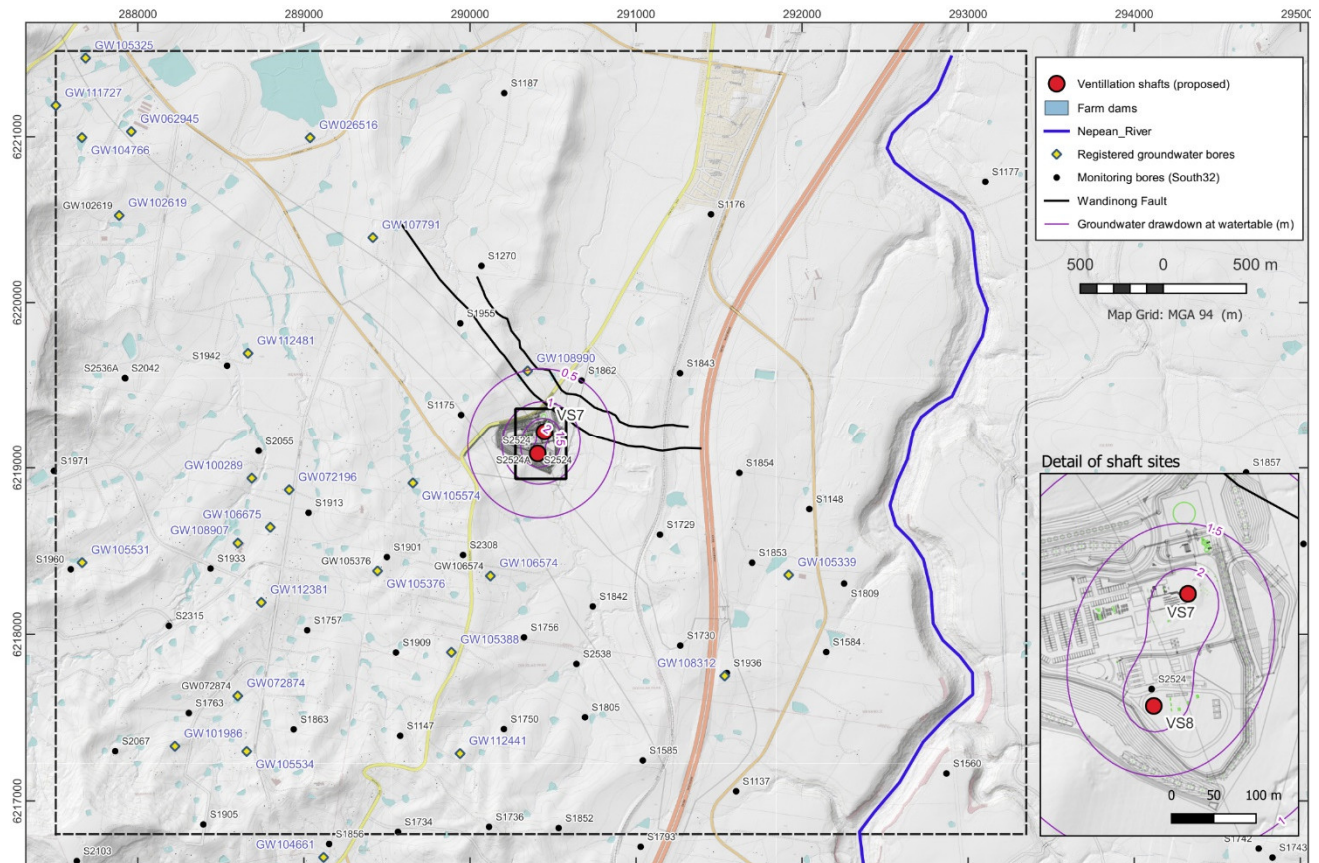 288000 289000 290000 291000 292000 293000 294000 29500
6221000
6220000
6219000
6218000
6217000
GW105325
GW111727
GW062945
GW104766
GW026516
S1187
S1177
GW102619 GW102619
GW107791
S1176
S1270
S1955
GW112481
S1942
S2536A S2042
GW108990
S1862
S1843
0.5
1
2
1.5
VS7
S1175
S2524
S2524A S2524
S2055
S1971
GW100289
GW072196
GW105574
S1854
S1913
S1148
GW106675
GW108907
S1729
GW105531
S1960
S1933
S1901
S2308
GW105376 GW105376
GW106574 GW106574
S1853
GW105339
S1809
GW112381
S1842
S2315
S1757
S1756
S1730
S1909
GW105388
S2538
S1584
GW108312
S1936
GW072874 GW072874
S1763
S1863
S1147
S1750
S1805
GW101986
S2067
GW105534
GW112441
S1585
S1560
S1137
S1905
S1734
S1736
S1852
S1856
S1793
GW104661
S2103
Ventillation shafts (proposed)
Farm dams
Nepean_River
Registered groundwater bores
Monitoring bores (South32)
Wandinong Fault
Groundwater drawdown at watertable (m)
500 0 500 m
Map Grid: MGA 94 (m)
Detail of shaft sites
S1857
1.5
2
VS7
S2524
VS8
0 50 100 m
1
S1742
S1743